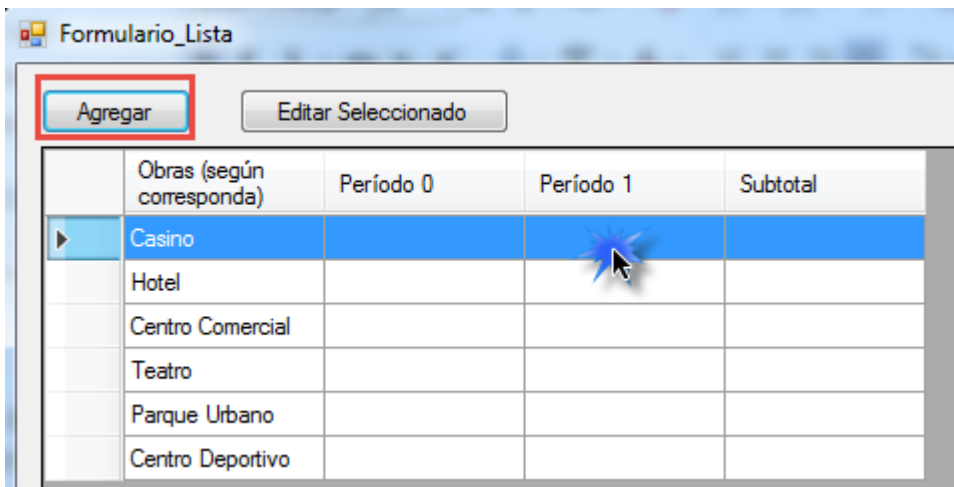 Formulario_Lista
Agregar Editar Seleccionado
Obras (según
corresponda) Período 0 Período 1 Subtotal
Casino
Hotel
Centro Comercial
Teatro
Parque Urbano
Centro Deportivo